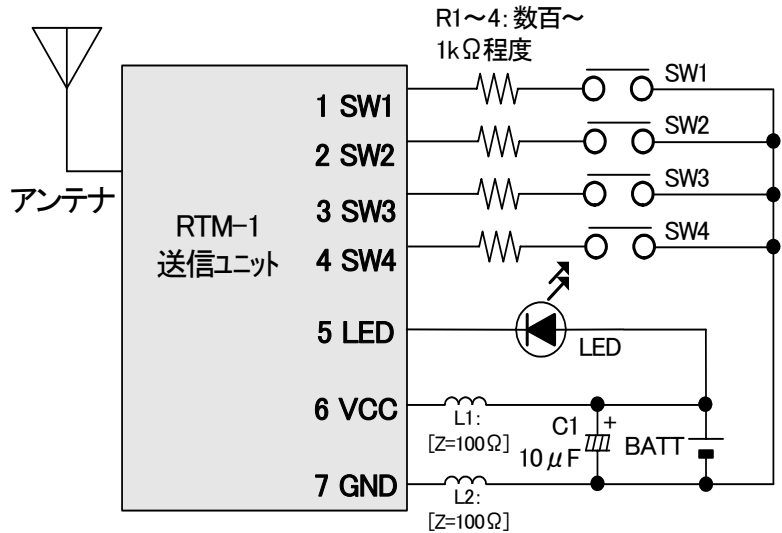 R1～4: 数百～
1kΩ程度
SW1
1 SW1
SW2
2 SW2
SW3
3 SW3
SW4
4 SW4
アンテナ
RTM-1
送信ユニット
5 LED
LED
6 VCC
L1:
[Z=100Ω]
C1
+
10μF
BATT
7 GND
L2:
[Z=100Ω]